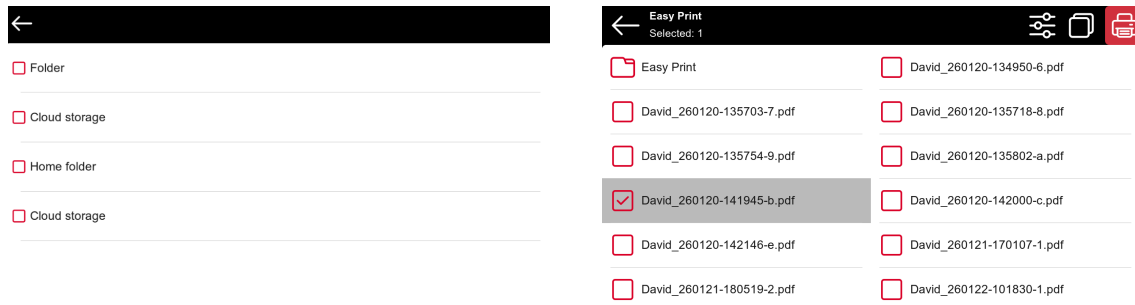 Folder
Cloud storage
Home folder
Cloud storage
Easy Print
Selected: 1
Easy Print
David_260120-134950-6.pdf
David_260120-135703-7.pdf
David_260120-135718-8.pdf
David_260120-135754-9.pdf
David_260120-135802-a.pdf
David_260120-141945-b.pdf
David_260120-142000-c.pdf
David_260120-142146-e.pdf
David_260121-170107-1.pdf
David_260121-180519-2.pdf
David_260122-101830-1.pdf